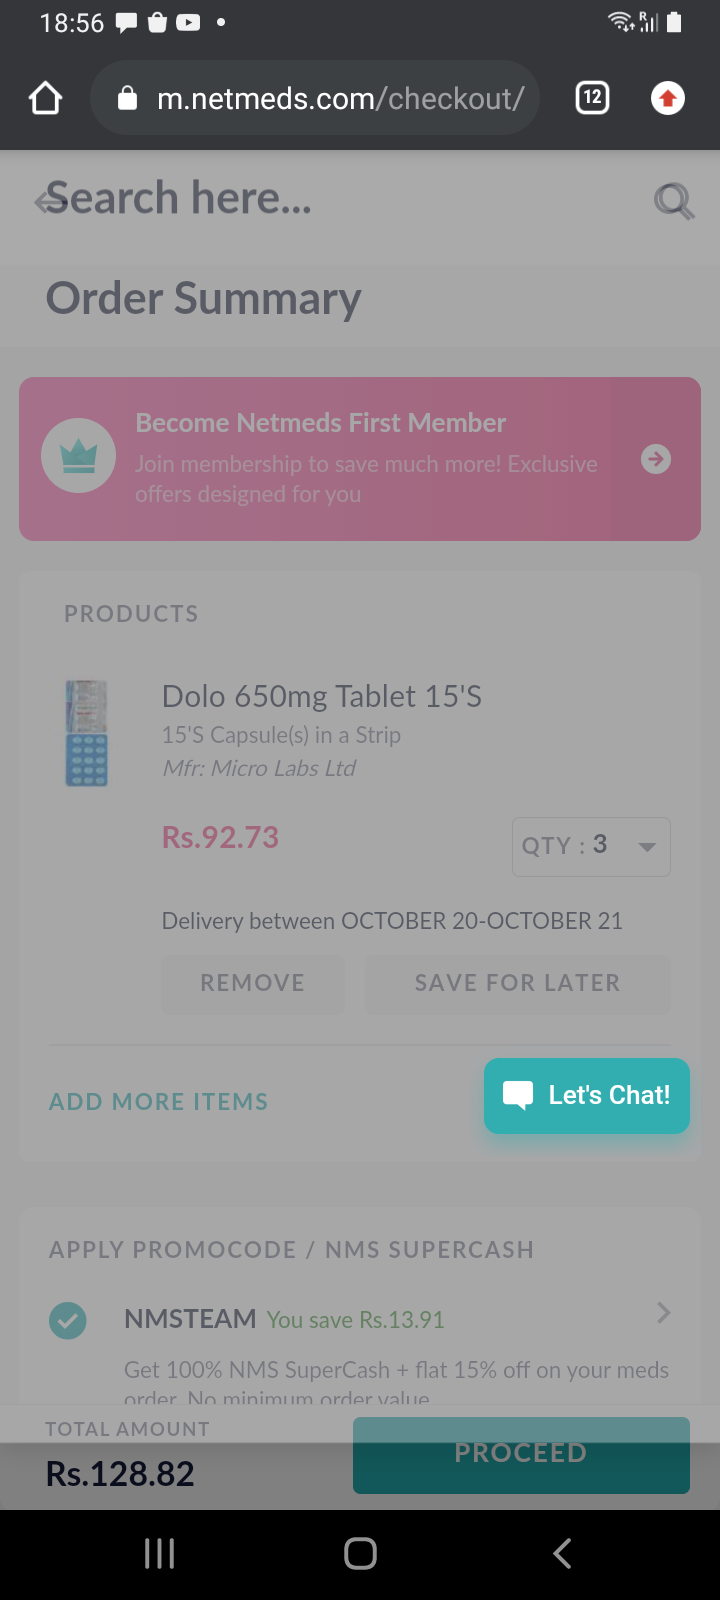 18:56
R
m.netmeds.com/checkout/
12
Search here...
Order Summary
Become Netmeds First Member
Join membership to save much more! Exclusive
offers designed for you
PRODUCTS
Dolo 650mg Tablet 15'S
15'S Capsule(s) in a Strip
Mfr: Micro Labs Ltd
Rs.92.73
QTY : 3
Delivery between OCTOBER 20-OCTOBER 21
REMOVE
SAVE FOR LATER
ADD MORE ITEMS
Let's Chat!
APPLY PROMOCODE / NMS SUPERCASH
NMSTEAM You save Rs.13.91
Get 100% NMS SuperCash + flat 15% off on your meds
order. No minimum order value
TOTAL AMOUNT
Rs.128.82
PROCEED